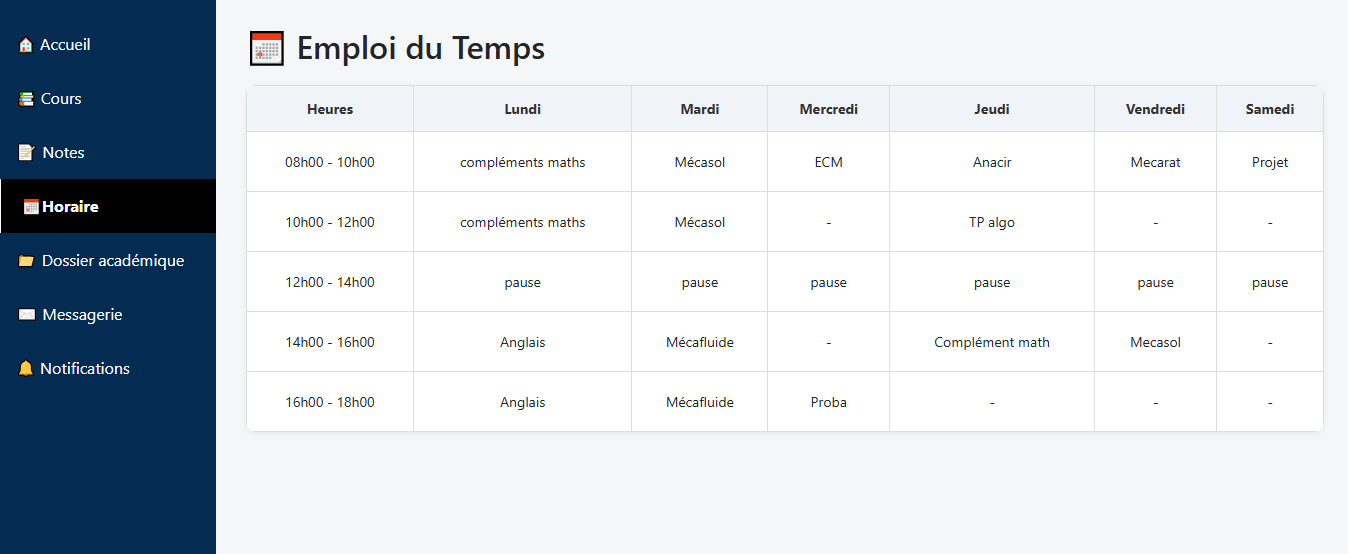 Accueil
Cours
Notes
Horaire
Dossier académique
Messagerie
Notifications
Emploi du Temps
Heures Lundi Mardi Mercredi Jeudi Vendredi Samedi
08h00 - 10h00 compléments maths Mécasol ECM Anacir Mecarat Projet
10h00 - 12h00 compléments maths Mécasol - TP algo - -
12h00 - 14h00 pause pause pause pause pause pause
14h00 - 16h00 Anglais Mécafluide - Complément math Mecasol -
16h00 - 18h00 Anglais Mécafluide Proba - - -